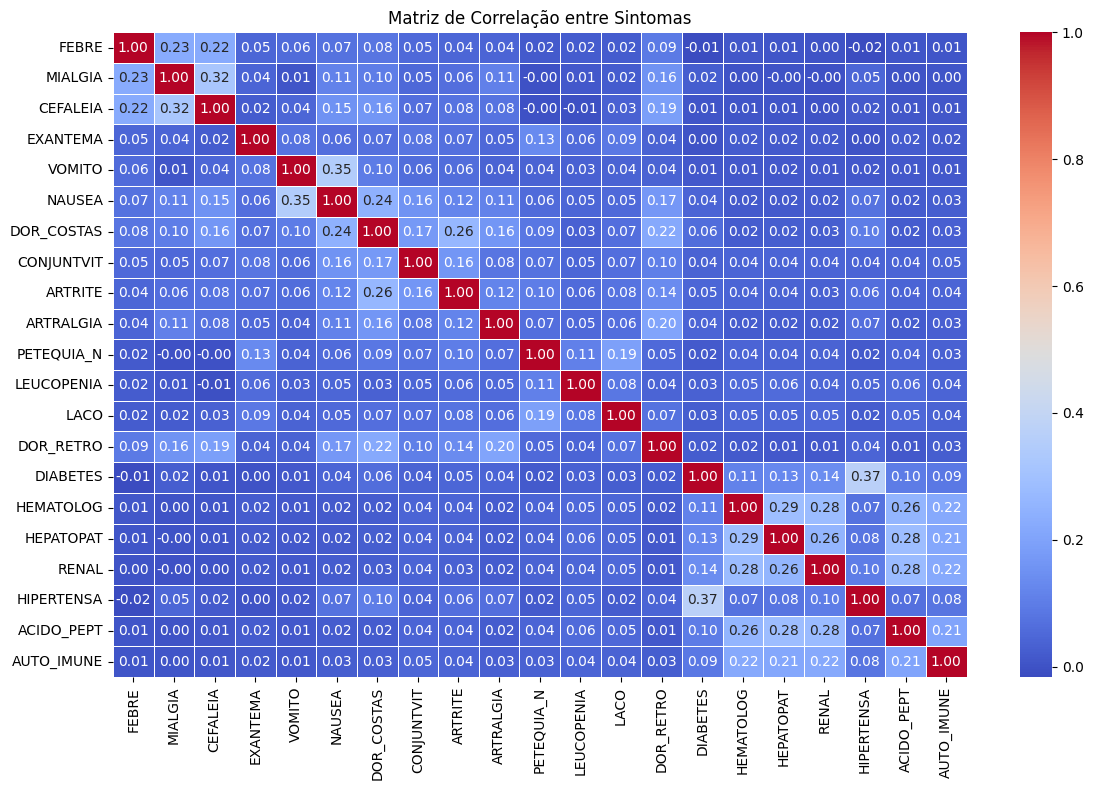 Matriz de Correlação entre Sintomas
FEBRE 1.00 0.23 0.22 0.05 0.06 0.07 0.08 0.05 0.04 0.04 0.02 0.02 0.02 0.09 -0.01 0.01 0.01 0.00 -0.02 0.01 0.01
MIALGIA 0.23 1.00 0.32 0.04 0.01 0.11 0.10 0.05 0.06 0.11 -0.00 0.01 0.02 0.16 0.02 0.00 -0.00 -0.00 0.05 0.00 0.00
CEFALEIA 0.22 0.32 1.00 0.02 0.04 0.15 0.16 0.07 0.08 0.08 -0.00 -0.01 0.03 0.19 0.01 0.01 0.01 0.00 0.02 0.01 0.01
EXANTEMA 0.05 0.04 0.02 1.00 0.08 0.06 0.07 0.08 0.07 0.05 0.13 0.06 0.09 0.04 0.00 0.02 0.02 0.02 0.00 0.02 0.02
VOMITO 0.06 0.01 0.04 0.08 1.00 0.35 0.10 0.06 0.06 0.04 0.04 0.03 0.04 0.04 0.01 0.01 0.02 0.01 0.02 0.01 0.01
NAUSEA 0.07 0.11 0.15 0.06 0.35 1.00 0.24 0.16 0.12 0.11 0.06 0.05 0.05 0.17 0.04 0.02 0.02 0.02 0.07 0.02 0.03
DOR_COSTAS 0.08 0.10 0.16 0.07 0.10 0.24 1.00 0.17 0.26 0.16 0.09 0.03 0.07 0.22 0.06 0.02 0.02 0.03 0.10 0.02 0.03
CONJUNTVIT 0.05 0.05 0.07 0.08 0.06 0.16 0.17 1.00 0.16 0.08 0.07 0.05 0.07 0.10 0.04 0.04 0.04 0.04 0.04 0.04 0.05
ARTRITE 0.04 0.06 0.08 0.07 0.06 0.12 0.26 0.16 1.00 0.12 0.10 0.06 0.08 0.14 0.05 0.04 0.04 0.03 0.06 0.04 0.04
ARTRALGIA 0.04 0.11 0.08 0.05 0.04 0.11 0.16 0.08 0.12 1.00 0.07 0.05 0.06 0.20 0.04 0.02 0.02 0.02 0.07 0.02 0.03
PETEQUIA_N 0.02 -0.00 -0.00 0.13 0.04 0.06 0.09 0.07 0.10 0.07 1.00 0.11 0.19 0.05 0.02 0.04 0.04 0.04 0.02 0.04 0.03
LEUCOPENIA 0.02 0.01 -0.01 0.06 0.03 0.05 0.03 0.05 0.06 0.05 0.11 1.00 0.08 0.04 0.03 0.05 0.06 0.04 0.05 0.06 0.04
LACO 0.02 0.02 0.03 0.09 0.04 0.05 0.07 0.07 0.08 0.06 0.19 0.08 1.00 0.07 0.03 0.05 0.05 0.05 0.02 0.05 0.04
DOR_RETRO 0.09 0.16 0.19 0.04 0.04 0.17 0.22 0.10 0.14 0.20 0.05 0.04 0.07 1.00 0.02 0.02 0.01 0.01 0.04 0.01 0.03
DIABETES -0.01 0.02 0.01 0.00 0.01 0.04 0.06 0.04 0.05 0.04 0.02 0.03 0.03 0.02 1.00 0.11 0.13 0.14 0.37 0.10 0.09
HEMATOLOG 0.01 0.00 0.01 0.02 0.01 0.02 0.02 0.04 0.04 0.02 0.04 0.05 0.05 0.02 0.11 1.00 0.29 0.28 0.07 0.26 0.22
HEPATOPAT 0.01 -0.00 0.01 0.02 0.02 0.02 0.02 0.04 0.04 0.02 0.04 0.06 0.05 0.01 0.13 0.29 1.00 0.26 0.08 0.28 0.21
RENAL 0.00 -0.00 0.00 0.02 0.01 0.02 0.03 0.04 0.03 0.02 0.04 0.04 0.05 0.01 0.14 0.28 0.26 1.00 0.10 0.28 0.22
HIPERTENSA -0.02 0.05 0.02 0.00 0.02 0.07 0.10 0.04 0.06 0.07 0.02 0.05 0.02 0.04 0.37 0.07 0.08 0.10 1.00 0.07 0.08
ACIDO_PEPT 0.01 0.00 0.01 0.02 0.01 0.02 0.02 0.04 0.04 0.02 0.04 0.06 0.05 0.01 0.10 0.26 0.28 0.28 0.07 1.00 0.21
AUTO_IMUNE 0.01 0.00 0.01 0.02 0.01 0.03 0.03 0.05 0.04 0.03 0.03 0.04 0.04 0.03 0.09 0.22 0.21 0.22 0.08 0.21 1.00
FEBRE MIALGIA CEFALEIA EXANTEMA VOMITO NAUSEA DOR_COSTAS CONJUNTVIT ARTRITE ARTRALGIA PETEQUIA_N LEUCOPENIA LACO DOR_RETRO DIABETES HEMATOLOG HEPATOPAT RENAL HIPERTENSA ACIDO_PEPT AUTO_IMUNE
1.0
0.8
0.6
0.4
0.2
0.0